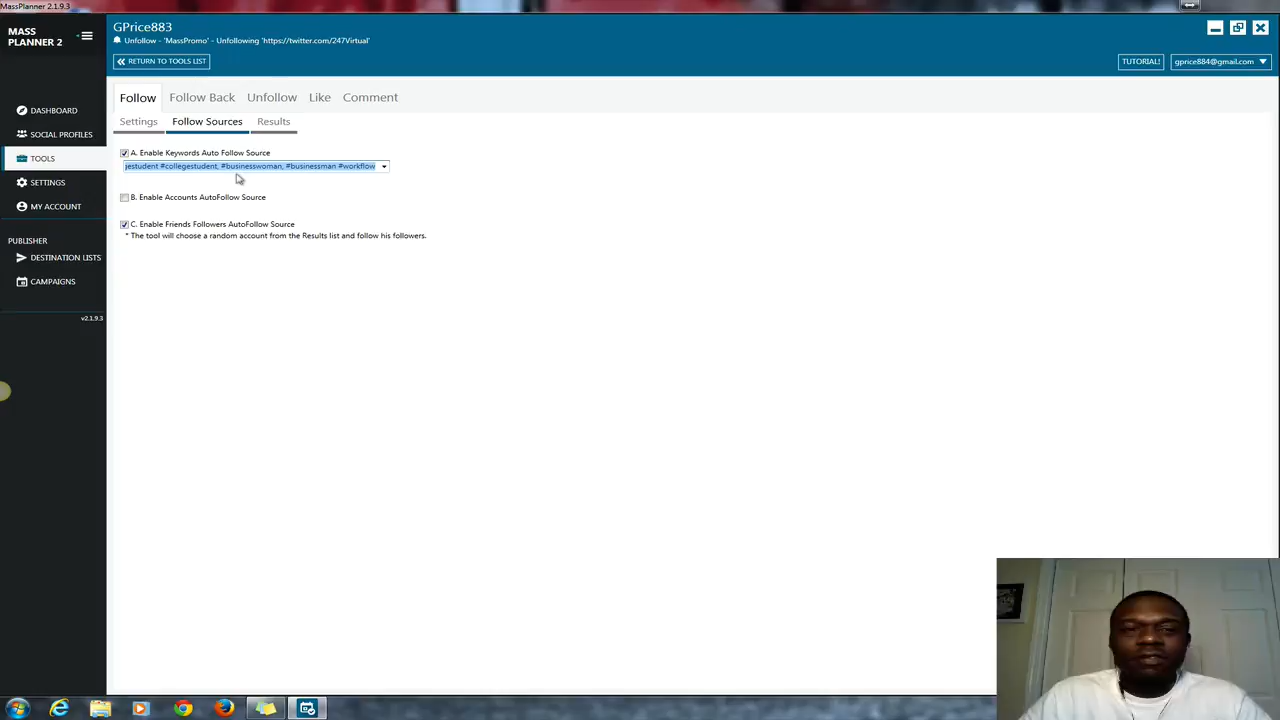 MassPlanner 2.1.9.3
MASS
PLANNER 2
GPrice883
Unfollow - 'MassPromo' - Unfollowing 'https://twitter.com/247Virtual'
RETURN TO TOOLS LIST
TUTORIAL!
gprice884@gmail.com
DASHBOARD
SOCIAL PROFILES
TOOLS
SETTINGS
MY ACCOUNT
PUBLISHER
DESTINATION LISTS
CAMPAIGNS
v2.1.9.3
Follow Follow Back Unfollow Like Comment
Settings Follow Sources Results
A. Enable Keywords Auto Follow Source
jestudent #collegestudent, #businesswoman, #businessman #workflow
B. Enable Accounts AutoFollow Source
C. Enable Friends Followers AutoFollow Source
* The tool will choose a random account from the Results list and follow his followers.